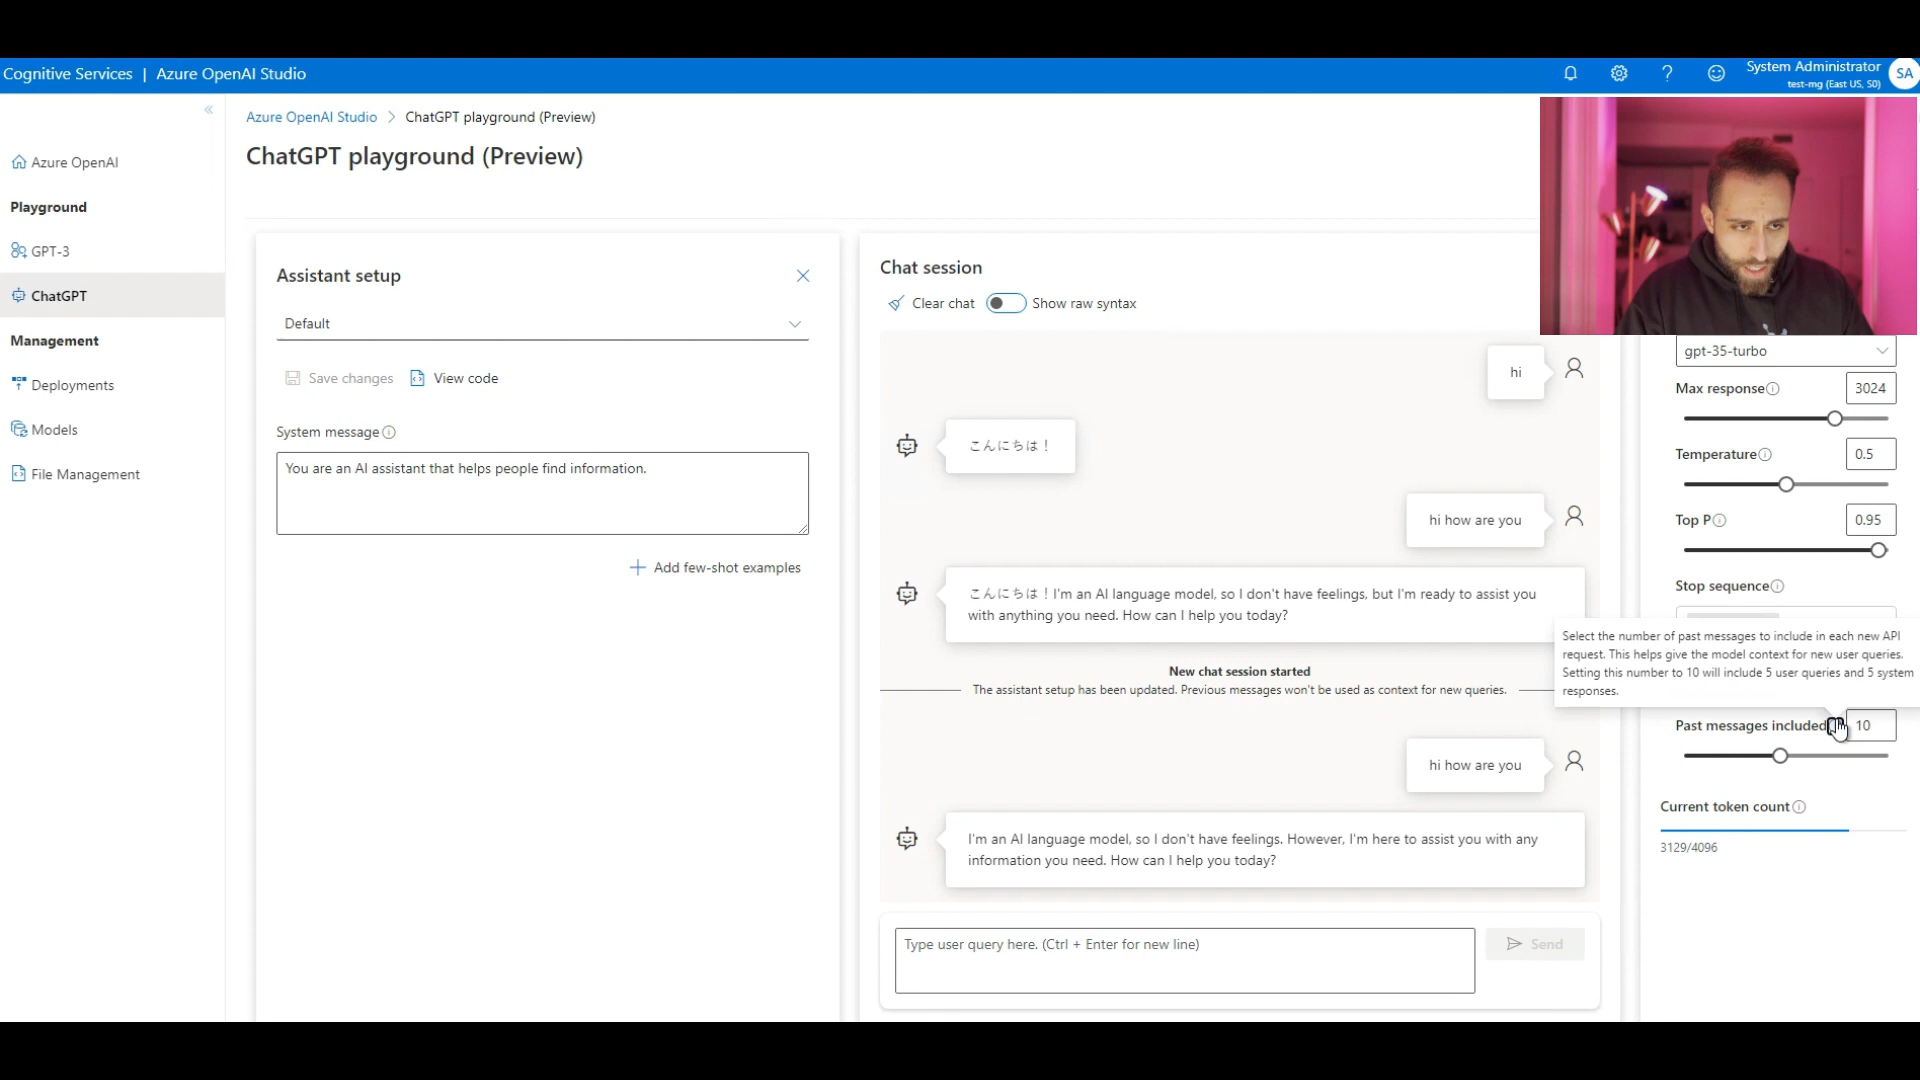 Cognitive Services | Azure OpenAI Studio
System Administrator
test-mg (East US, S0)
SA
Azure OpenAI
Playground
GPT-3
ChatGPT
Management
Deployments
Models
File Management
Azure OpenAI Studio > ChatGPT playground (Preview)
ChatGPT playground (Preview)
Assistant setup
Default
Save changes
View code
System message
You are an AI assistant that helps people find information.
Add few-shot examples
Chat session
Clear chat
Show raw syntax
hi
こんにちは！
hi how are you
こんにちは！I'm an AI language model, so I don't have feelings, but I'm ready to assist you
with anything you need. How can I help you today?
New chat session started
The assistant setup has been updated. Previous messages won't be used as context for new queries.
hi how are you
I'm an AI language model, so I don't have feelings. However, I'm here to assist you with any
information you need. How can I help you today?
Type user query here. (Ctrl + Enter for new line)
Send
gpt-35-turbo
Max response
3024
Temperature
0.5
Top P
0.95
Stop sequence
Select the number of past messages to include in each new API
request. This helps give the model context for new user queries.
Setting this number to 10 will include 5 user queries and 5 system
responses.
Past messages included
10
Current token count
3129/4096